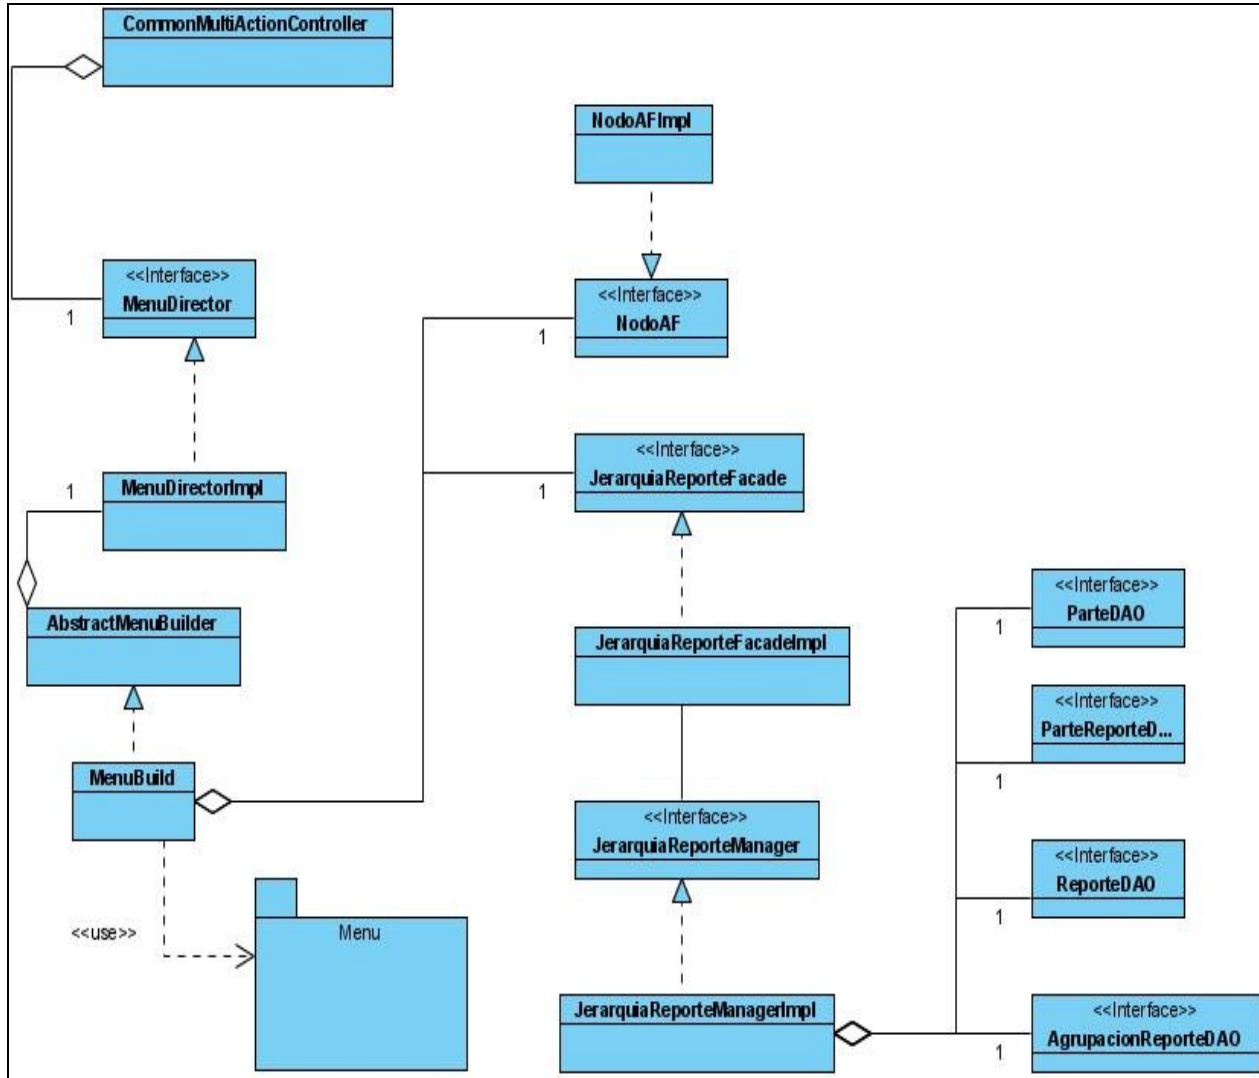 CommonMultiActionController
NodoAFImpl
<<Interface>>
MenuDirector
1
<<Interface>>
NodoAF
1
<<Interface>>
JerarquiaReporteFacade
1
1
MenuDirectorImpl
AbstractMenuBuilder
JerarquiaReporteFacadeImpl
<<Interface>>
ParteDAO
1
<<Interface>>
ParteReporteD...
1
MenuBuild
<<Interface>>
JerarquiaReporteManager
<<Interface>>
ReporteDAO
1
<<use>>
Menu
JerarquiaReporteManagerImpl
<<Interface>>
AgrupacionReporteDAO
1